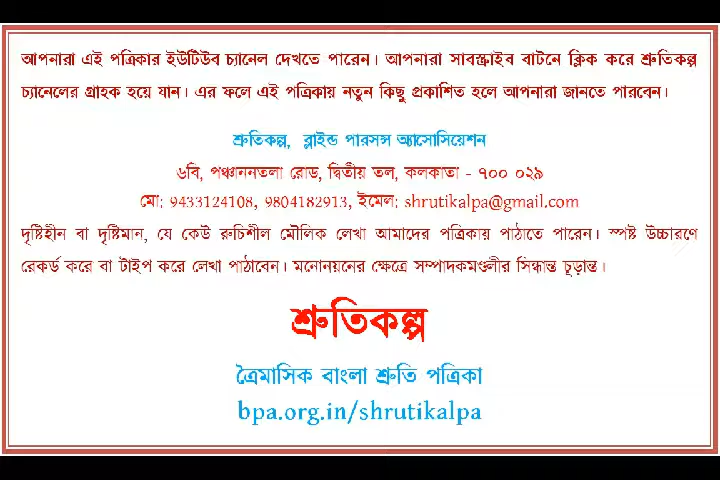 আপনারা এই পত্রিকার ইউটিউব চ্যানেল দেখতে পারেন। আপনারা সাবস্ক্রাইব বাটনে ক্লিক করে শ্রুতিকল্প
চ্যানেলের গ্রাহক হয়ে যান। এর ফলে এই পত্রিকায় নতুন কিছু প্রকাশিত হলে আপনারা জানতে পারবেন।
শ্রুতিকল্প, ব্লাইন্ড পারসন্স অ্যাসোসিয়েশন
৬বি, পঞ্চাননতলা রোড, দ্বিতীয় তল, কলকাতা - ৭০০ ০২৯
মো: 9433124108, 9804182913, ইমেল: shrutikalpa@gmail.com
দৃষ্টিহীন বা দৃষ্টিমান, যে কেউ রুচিশীল মৌলিক লেখা আমাদের পত্রিকায় পাঠাতে পারেন। স্পষ্ট উচ্চারণে
রেকর্ড করে বা টাইপ করে লেখা পাঠাবেন। মনোনয়নের ক্ষেত্রে সম্পাদকমণ্ডলীর সিদ্ধান্ত চূড়ান্ত।
শ্রুতিকল্প
ত্রৈমাসিক বাংলা শ্রুতি পত্রিকা
bpa.org.in/shrutikalpa